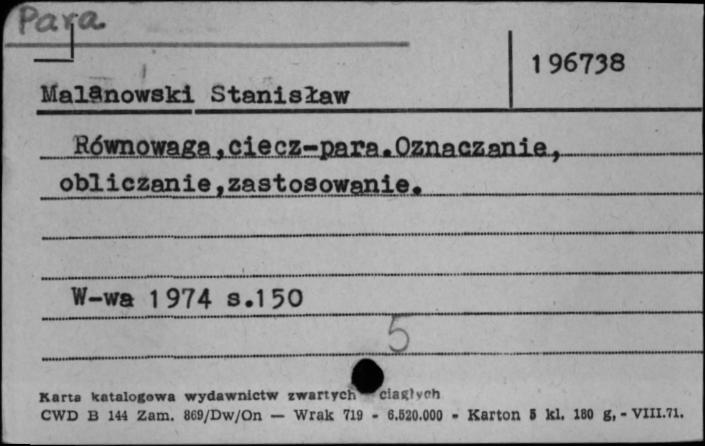 Para
196738
Malanowski Stanisław
Równowaga,ciecz-para.Oznaczanie,
obliczanie,zastosowanie.
W-wa 1974 s.150
5
Karta katalogowa wydawnictw zwartych ciągłych
CWD B 144 Zam. 869/Dw/On — Wrak 719 - 6.520.000 - Karton 5 kl. 180 g, - VIII.71.